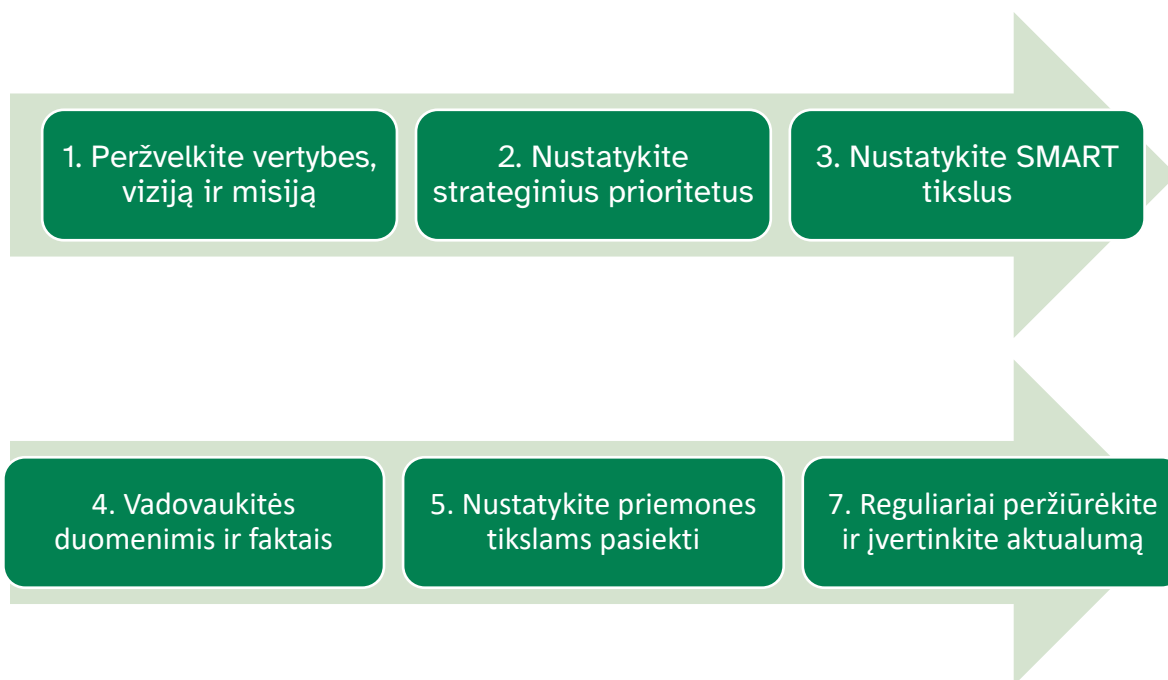 1. Peržvelkite vertybes,
viziją ir misiją
2. Nustatykite
strateginius prioritetus
3. Nustatykite SMART
tikslus
4. Vadovaukitės
duomenimis ir faktais
5. Nustatykite priemones
tikslams pasiekti
7. Reguliariai peržiūrėkite
ir įvertinkite aktualumą